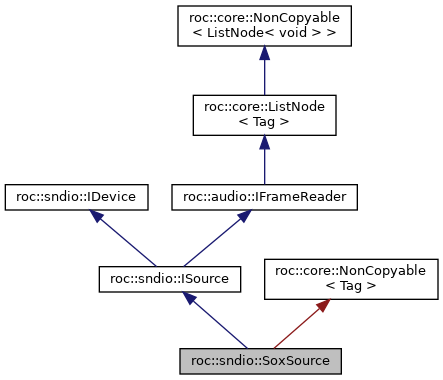 roc::core::NonCopyable
< ListNode< void > >
roc::core::ListNode
< Tag >
roc::sndio::IDevice
roc::audio::IFrameReader
roc::sndio::ISource
roc::core::NonCopyable
< Tag >
roc::sndio::SoxSource